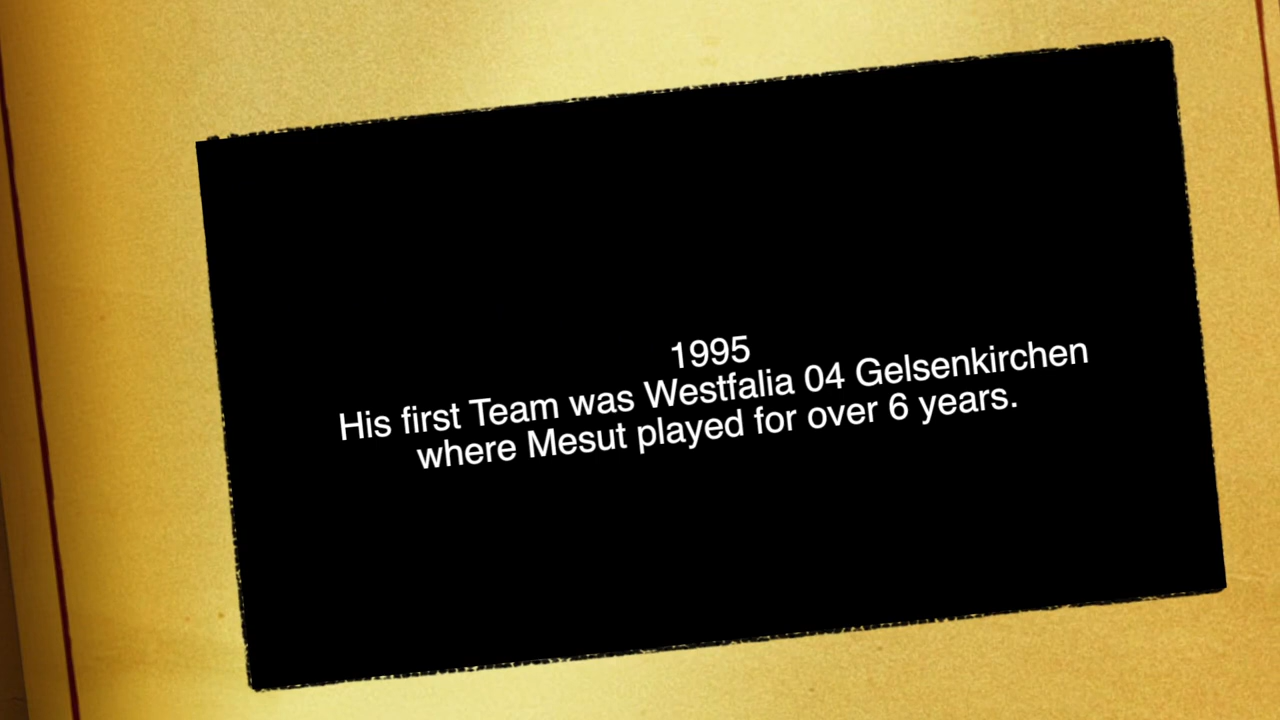 1995
His first Team was Westfalia 04 Gelsenkirchen
where Mesut played for over 6 years.